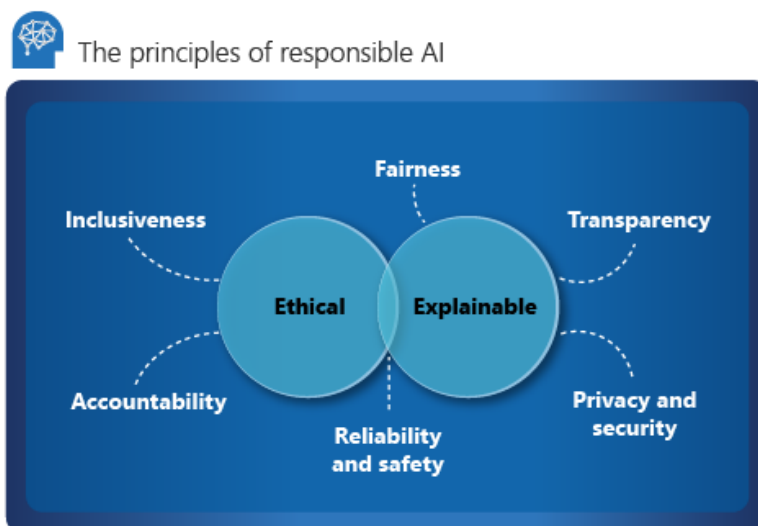 The principles of responsible AI
Fairness
Inclusiveness
Transparency
Ethical
Explainable
Accountability
Reliability
and safety
Privacy and
security